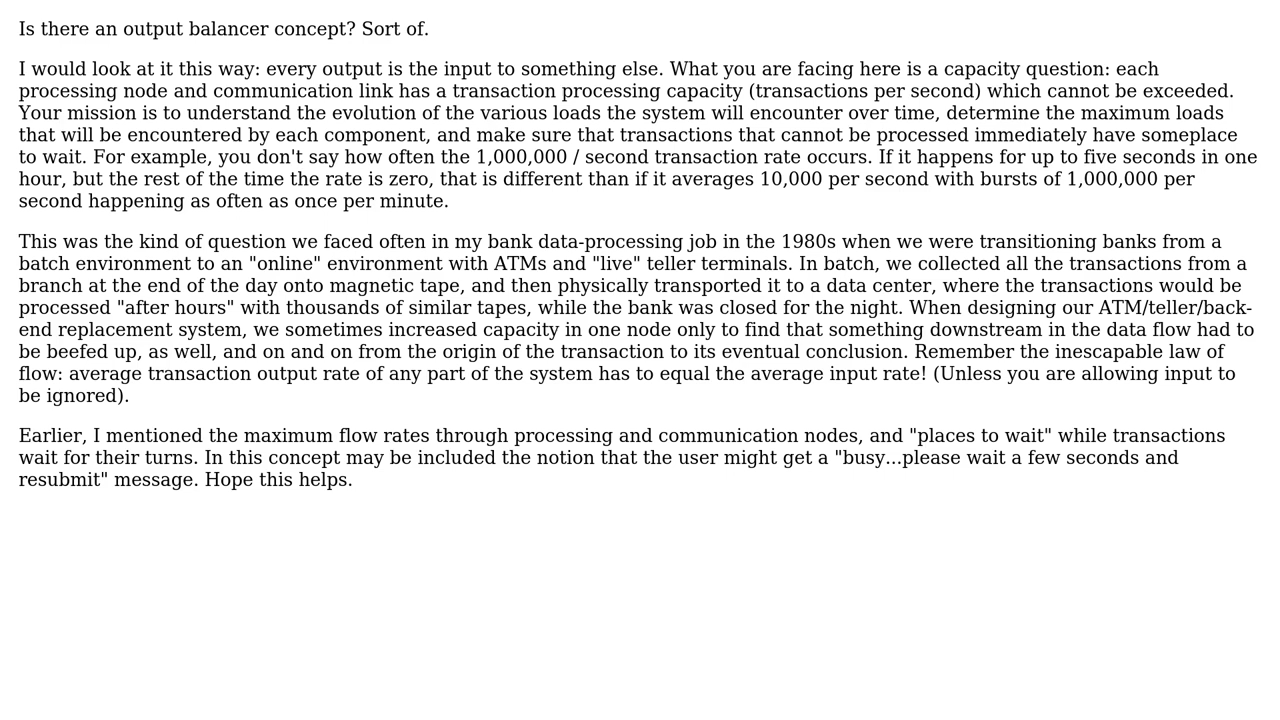 Is there an output balancer concept? Sort of.
I would look at it this way: every output is the input to something else. What you are facing here is a capacity question: each
processing node and communication link has a transaction processing capacity (transactions per second) which cannot be exceeded.
Your mission is to understand the evolution of the various loads the system will encounter over time, determine the maximum loads
that will be encountered by each component, and make sure that transactions that cannot be processed immediately have someplace
to wait. For example, you don't say how often the 1,000,000 / second transaction rate occurs. If it happens for up to five seconds in one
hour, but the rest of the time the rate is zero, that is different than if it averages 10,000 per second with bursts of 1,000,000 per
second happening as often as once per minute.
This was the kind of question we faced often in my bank data-processing job in the 1980s when we were transitioning banks from a
batch environment to an "online" environment with ATMs and "live" teller terminals. In batch, we collected all the transactions from a
branch at the end of the day onto magnetic tape, and then physically transported it to a data center, where the transactions would be
processed "after hours" with thousands of similar tapes, while the bank was closed for the night. When designing our ATM/teller/back-
end replacement system, we sometimes increased capacity in one node only to find that something downstream in the data flow had to
be beefed up, as well, and on and on from the origin of the transaction to its eventual conclusion. Remember the inescapable law of
flow: average transaction output rate of any part of the system has to equal the average input rate! (Unless you are allowing input to
be ignored).
Earlier, I mentioned the maximum flow rates through processing and communication nodes, and "places to wait" while transactions
wait for their turns. In this concept may be included the notion that the user might get a "busy...please wait a few seconds and
resubmit" message. Hope this helps.